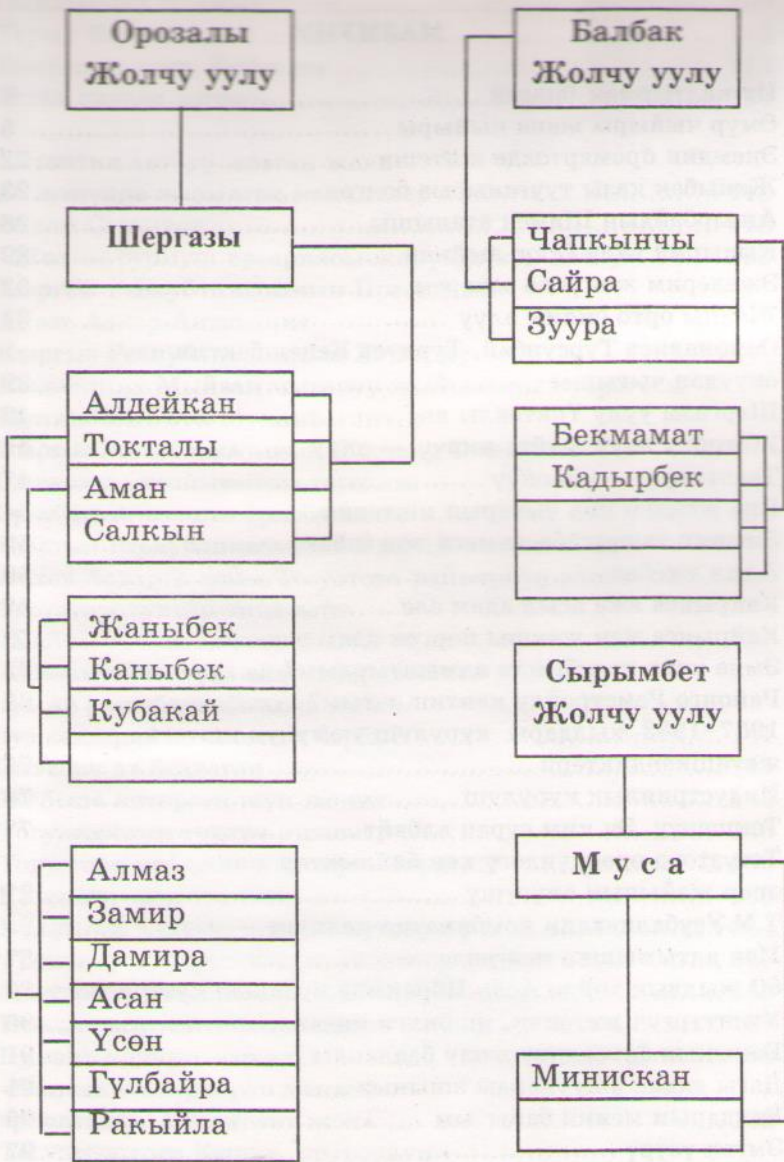 Орозалы
Жолчу уулу
Шергазы
Алдейкан
Токталы
Аман
Салкын
Жаныбек
Каныбек
Кубакай
Алмаз
Замир
Дамира
Асан
Үсөн
Гүлбайра
Ракыйла
Балбак
Жолчу уулу
Чапкынчы
Сайра
Зуура
Бекмамат
Кадырбек
Сырымбет
Жолчу уулу
Муса
Минискан